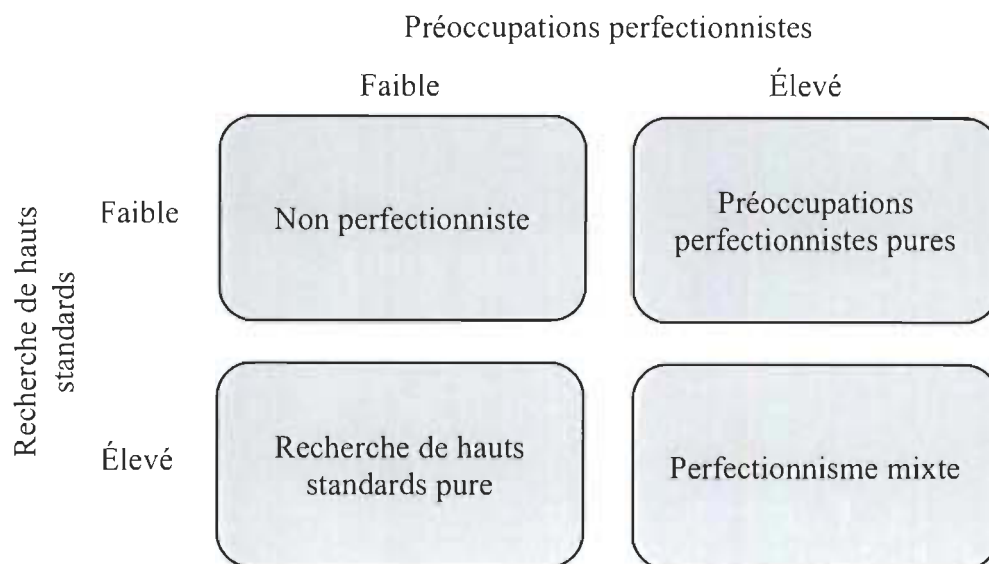 Préoccupations perfectionnistes
Faible
Élevé
Recherche de hauts
standards
Faible
Non perfectionniste
Préoccupations
perfectionnistes pures
Élevé
Recherche de hauts
standards pure
Perfectionnisme mixte